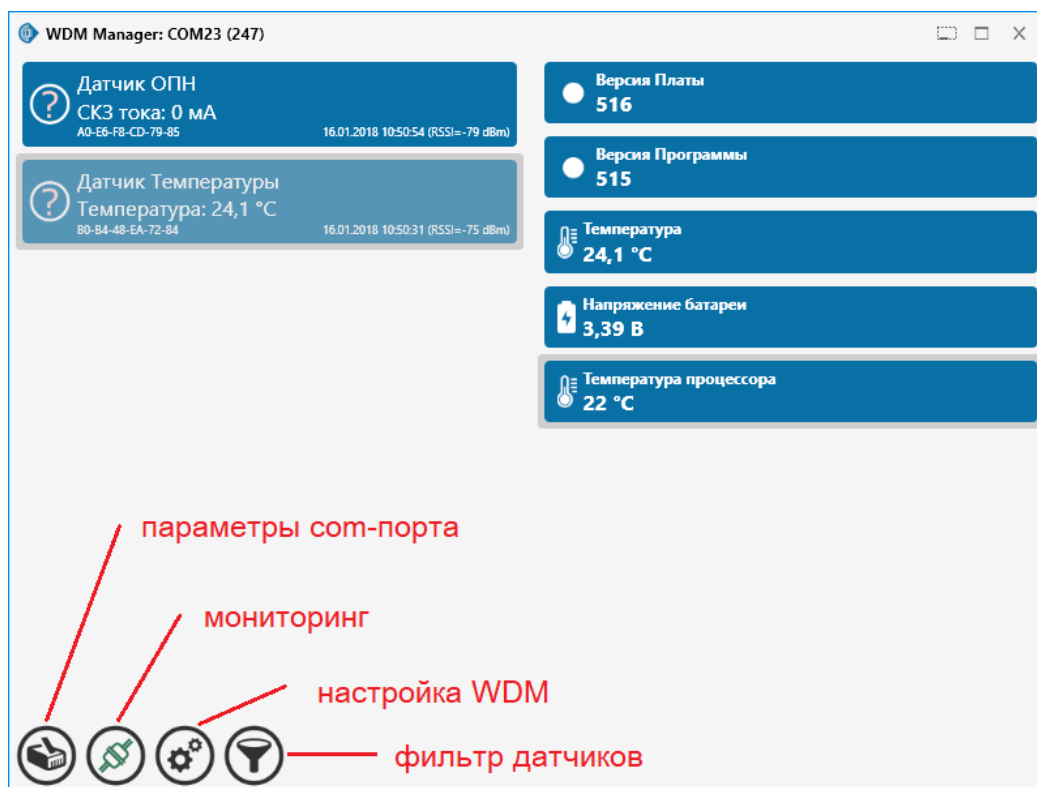 WDM Manager: COM23 (247)
Датчик ОПН
СКЗ тока: 0 мА
A0-E6-F8-CD-79-85 16.01.2018 10:50:54 (RSSI=-79 dBm)
Датчик Температуры
Температура: 24,1 °C
B0-B4-48-EA-72-84 16.01.2018 10:50:31 (RSSI=-75 dBm)
Версия Платы
516
Версия Программы
515
Температура
24,1 °C
Напряжение батареи
3,39 В
Температура процессора
22 °C
параметры com-порта
мониторинг
настройка WDM
фильтр датчиков